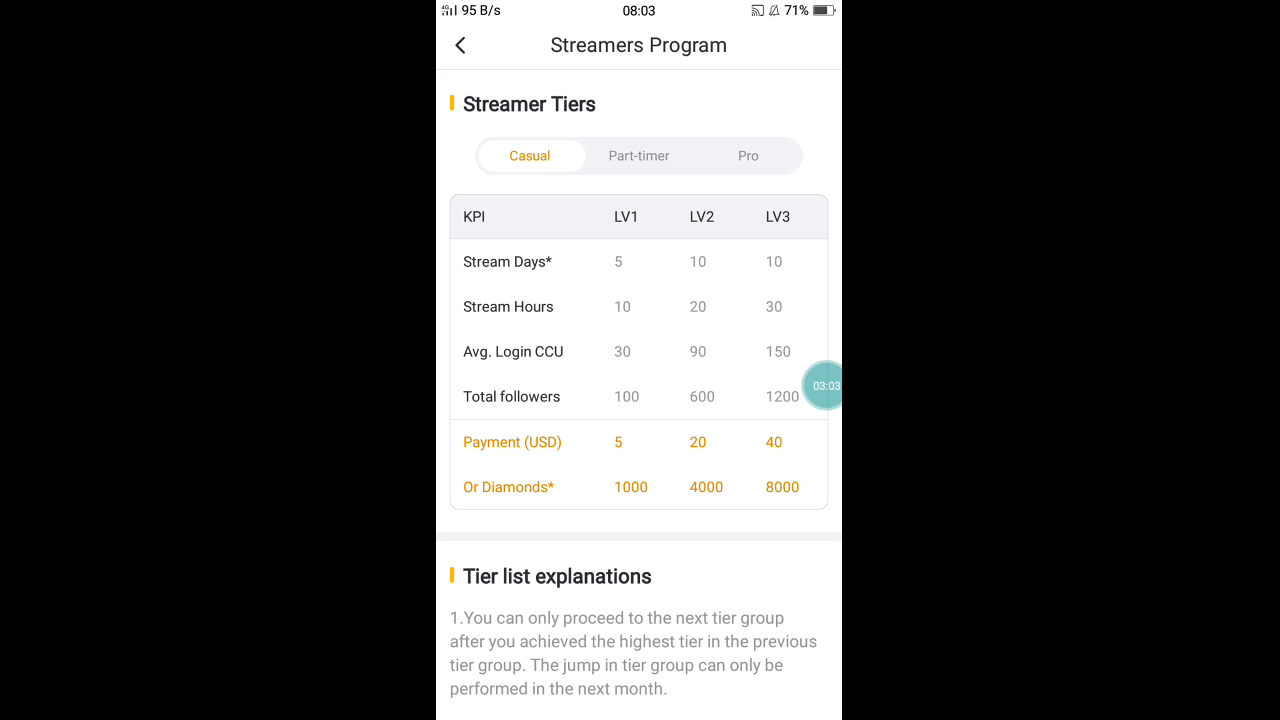 4G 95 B/s 08:03 71%
Streamers Program
Streamer Tiers
Casual Part-timer Pro
KPI LV1 LV2 LV3
Stream Days* 5 10 10
Stream Hours 10 20 30
Avg. Login CCU 30 90 150
03:03
Total followers 100 600 1200
Payment (USD) 5 20 40
Or Diamonds* 1000 4000 8000
Tier list explanations
1.You can only proceed to the next tier group
after you achieved the highest tier in the previous
tier group. The jump in tier group can only be
performed in the next month.